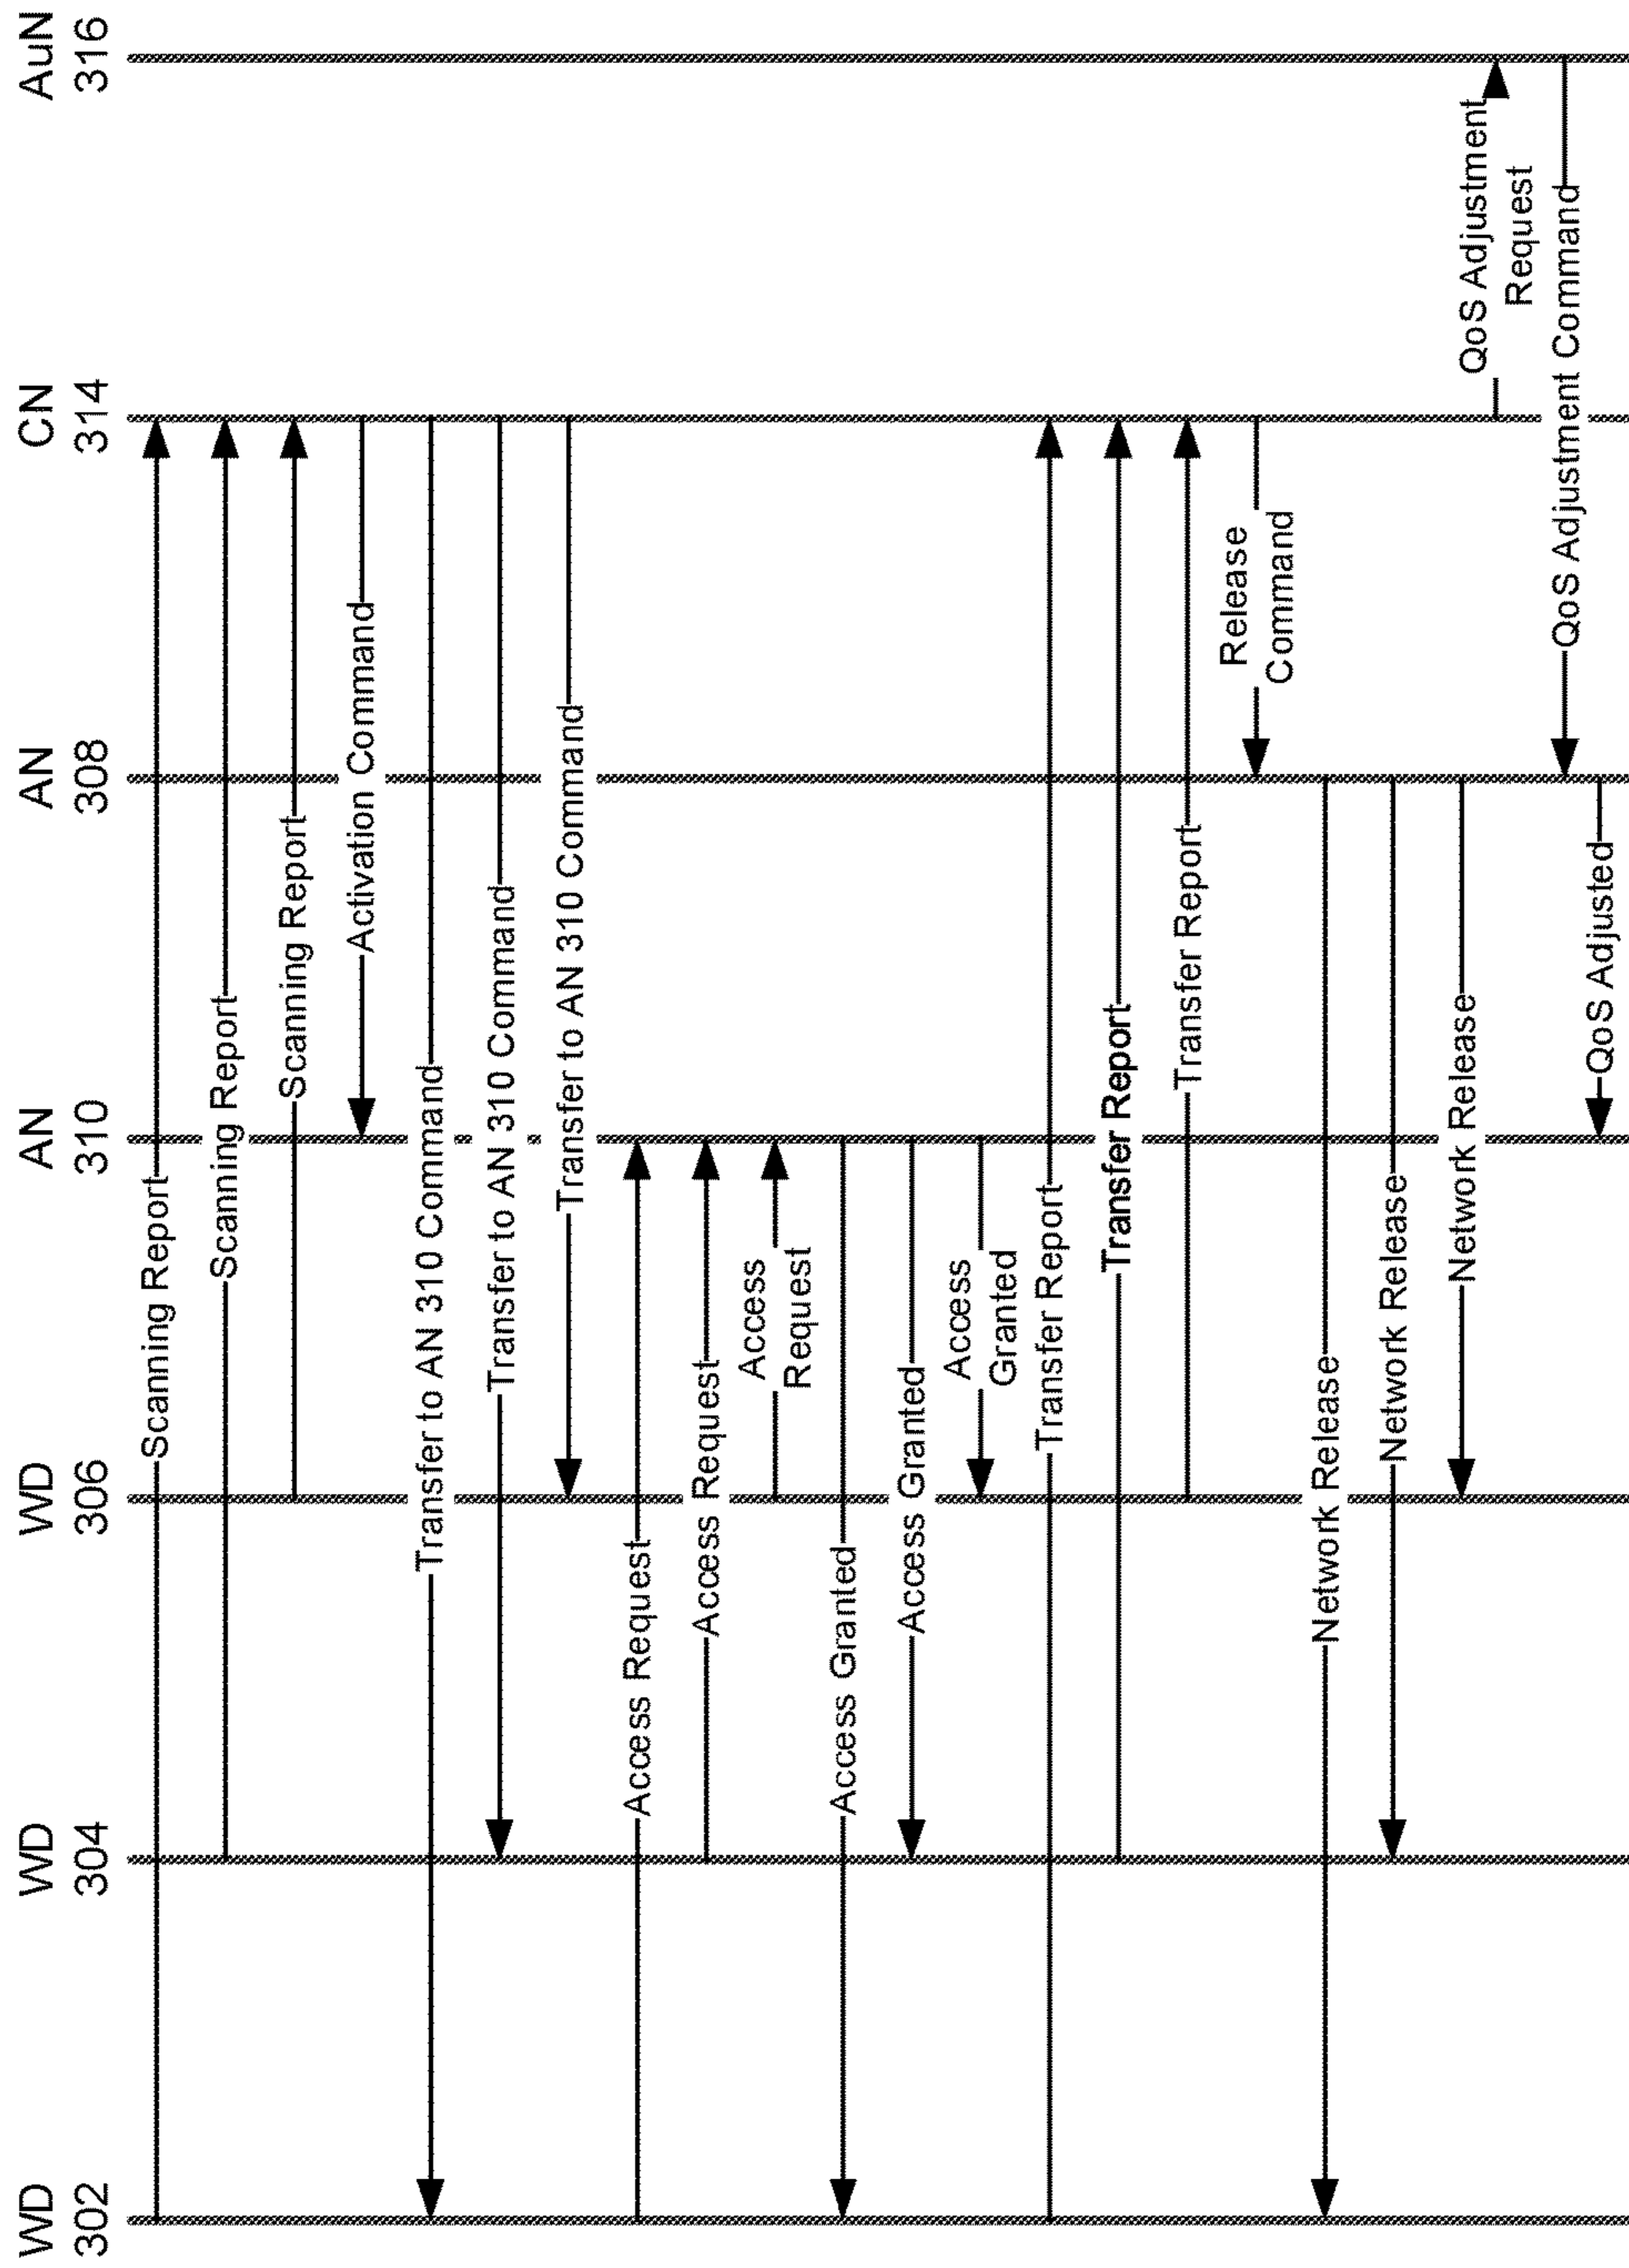 WD
302
WD
304
WD
306
AN
310
AN
308
CN
314
AuN
316
Scanning Report
Scanning Report
Scanning Report
Activation Command
Transfer to AN 310 Command
Transfer to AN 310 Command
Transfer to AN 310 Command
Access Request
Access Request
Access
Request
Access Granted
Access Granted
Access
Granted
Transfer Report
Transfer Report
Transfer Report
Release
Command
Network Release
Network Release
Network Release
QoS Adjustment
Request
QoS Adjustment Command
QoS Adjusted